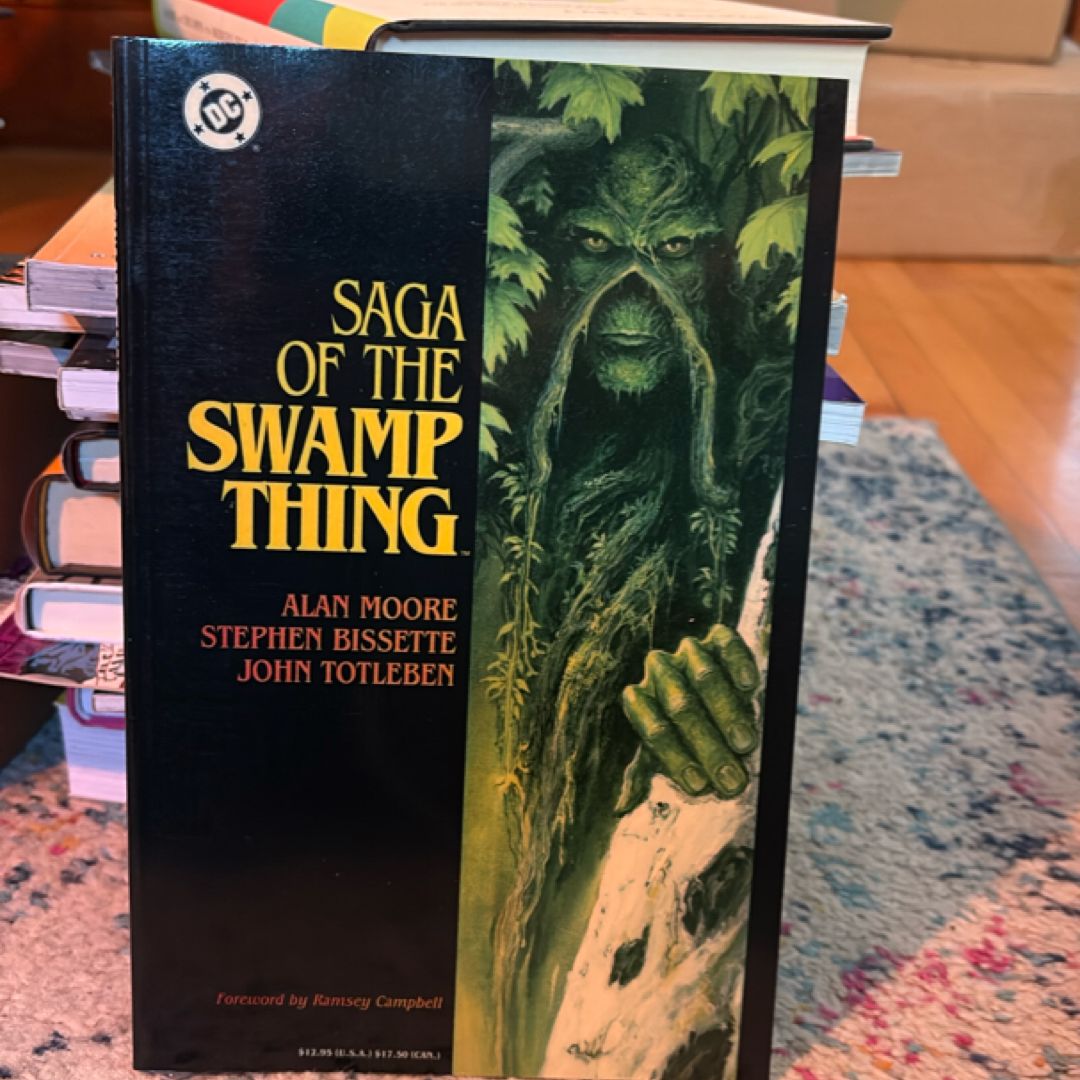 DC
SAGA
OF THE
SWAMP
THING™
ALAN MOORE
STEPHEN BISSETTE
JOHN TOTLEBEN
Foreword by Ramsey Campbell
$12.95 (U.S.A.) $17.50 (CAN.)